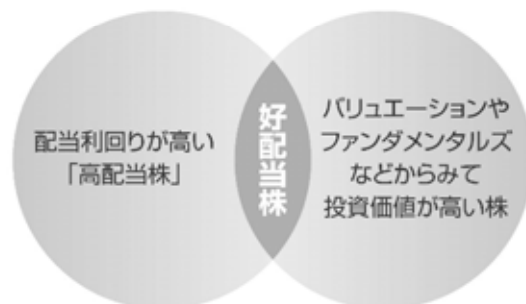 配当利回りが高い
「高配当株」
好配当株
バリュエーションや
ファンダメンタルズ
などからみて
投資価値が高い株